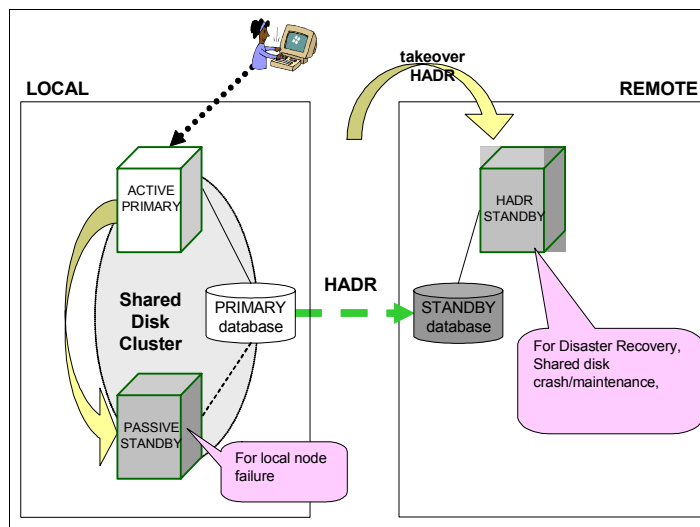 takeover
HADR
LOCAL
REMOTE
ACTIVE
PRIMARY
HADR
STANDBY
Shared
Disk
Cluster
PRIMARY
database
HADR
STANDBY
database
For Disaster Recovery,
Shared disk
crash/maintenance,
PASSIVE
STANDBY
For local node
failure